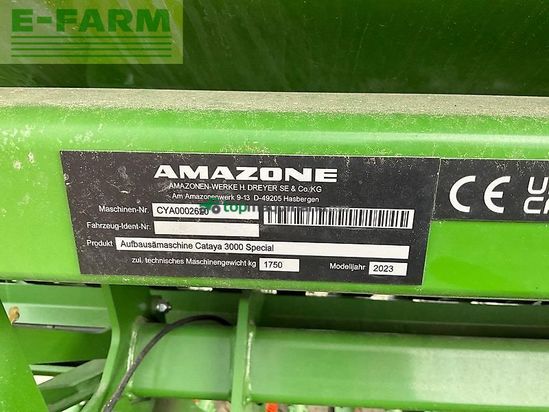 E-FARM
AMAZONE
AMAZONEN-WERKE H. DREYER SE & Co. KG
Am Amazonenwerk 9-13 D-49205 Hasbergen
Maschinen-Nr. CYA0002620
Fahrzeug-Ident-Nr.
Produkt Aufbausämaschine Cataya 3000 Special
zul. technisches Maschinengewicht kg 1750 Modelljahr 2023
CE